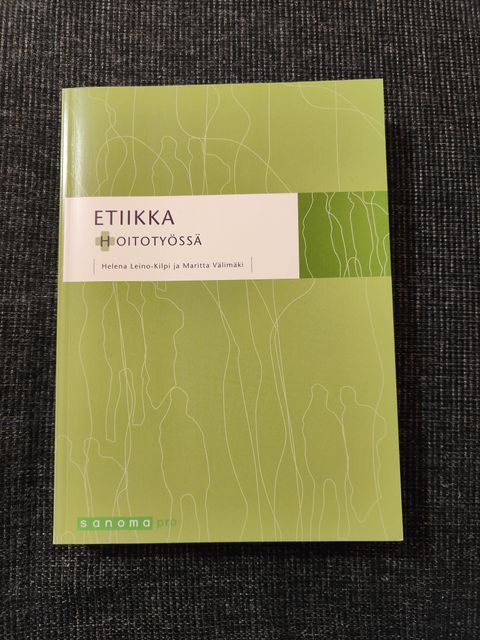 ETIIKKA
HOITOTYÖSSÄ
Helena Leino-Kilpi ja Maritta Välimäki
sanoma pro